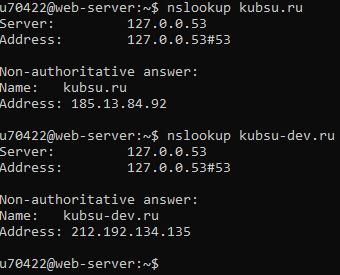 u70422@web-server:~$ nslookup kubsu.ru
Server:         127.0.0.53
Address:        127.0.0.53#53

Non-authoritative answer:
Name:   kubsu.ru
Address: 185.13.84.92

u70422@web-server:~$ nslookup kubsu-dev.ru
Server:         127.0.0.53
Address:        127.0.0.53#53

Non-authoritative answer:
Name:   kubsu-dev.ru
Address: 212.192.134.135

u70422@web-server:~$